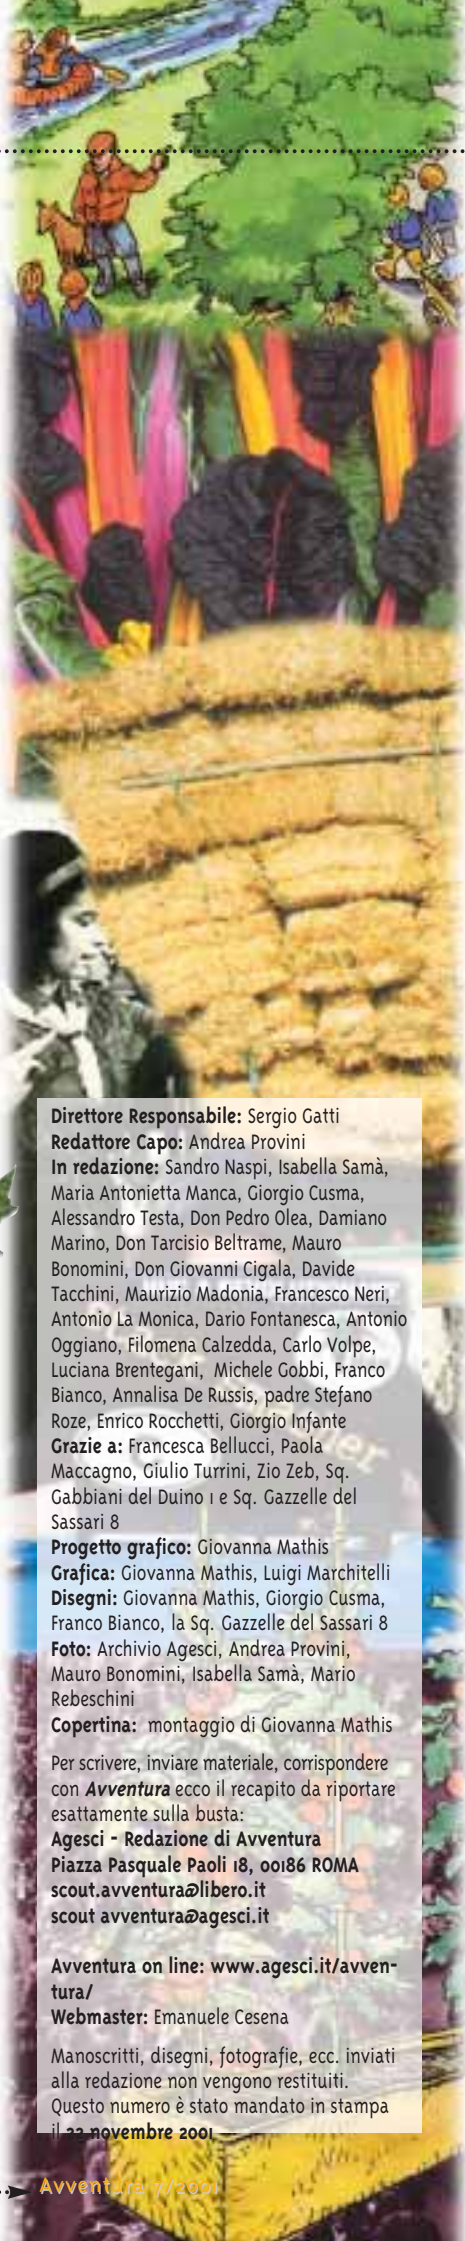 Direttore Responsabile: Sergio Gatti
Redattore Capo: Andrea Provini
In redazione: Sandro Naspi, Isabella Samà,
Maria Antonietta Manca, Giorgio Cusma,
Alessandro Testa, Don Pedro Olea, Damiano
Marino, Don Tarcisio Beltrame, Mauro
Bonomini, Don Giovanni Cigala, Davide
Tacchini, Maurizio Madonia, Francesco Neri,
Antonio La Monica, Dario Fontanesca, Antonio
Oggiano, Filomena Calzedda, Carlo Volpe,
Luciana Brentegani, Michele Gobbi, Franco
Bianco, Annalisa De Russis, padre Stefano
Roze, Enrico Rocchetti, Giorgio Infante
Grazie a: Francesca Bellucci, Paola
Maccagno, Giulio Turrini, Zio Zeb, Sq.
Gabbiani del Duino 1 e Sq. Gazzelle del
Sassari 8
Progetto grafico: Giovanna Mathis
Grafica: Giovanna Mathis, Luigi Marchitelli
Disegni: Giovanna Mathis, Giorgio Cusma,
Franco Bianco, la Sq. Gazzelle del Sassari 8
Foto: Archivio Agesci, Andrea Provini,
Mauro Bonomini, Isabella Samà, Mario
Rebeschini
Copertina: montaggio di Giovanna Mathis
Per scrivere, inviare materiale, corrispondere
con Avventura ecco il recapito da riportare
esattamente sulla busta:
Agesci - Redazione di Avventura
Piazza Pasquale Paoli 18, 00186 ROMA
scout.avventura@libero.it
scout avventura@agesci.it
Avventura on line: www.agesci.it/avven-
tura/
Webmaster: Emanuele Cesena
Manoscritti, disegni, fotografie, ecc. inviati
alla redazione non vengono restituiti.
Questo numero è stato mandato in stampa
il 22 novembre 2001
Avventura 7/2001